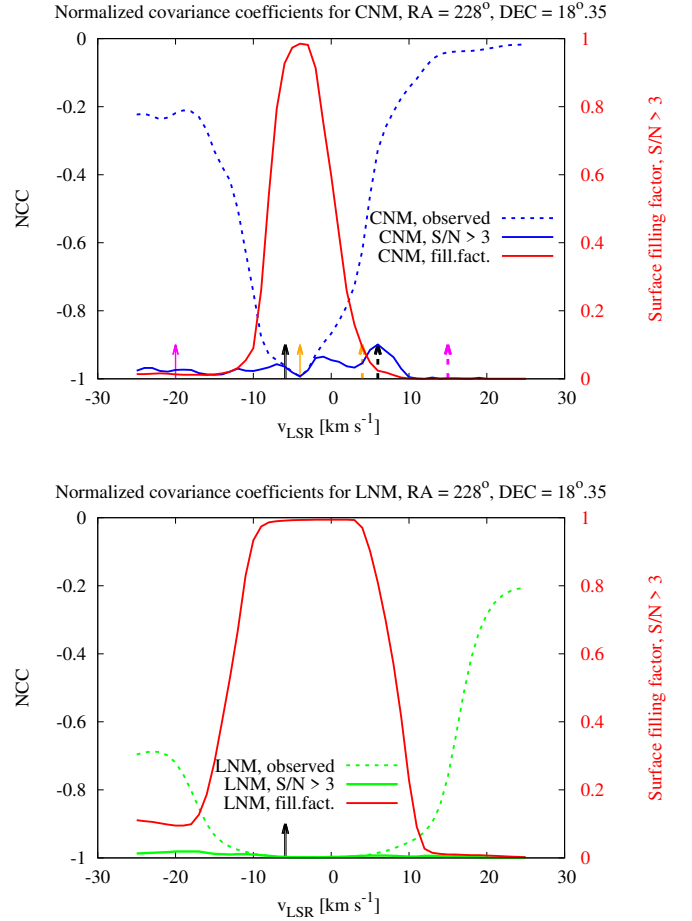 Normalized covariance coefficients for CNM, RA = 228°, DEC = 18°.35
0
-0.2
-0.4
-0.6
-0.8
-1
NCC
CNM, observed
CNM, S/N > 3
CNM, fill.fact.
1
0.8
0.6
0.4
0.2
0
Surface filling factor, S/N > 3
-30 -20 -10 0 10 20 30
v_LSR [km s⁻¹]
Normalized covariance coefficients for LNM, RA = 228°, DEC = 18°.35
0
-0.2
-0.4
-0.6
-0.8
-1
NCC
LNM, observed
LNM, S/N > 3
LNM, fill.fact.
1
0.8
0.6
0.4
0.2
0
Surface filling factor, S/N > 3
-30 -20 -10 0 10 20 30
v_LSR [km s⁻¹]